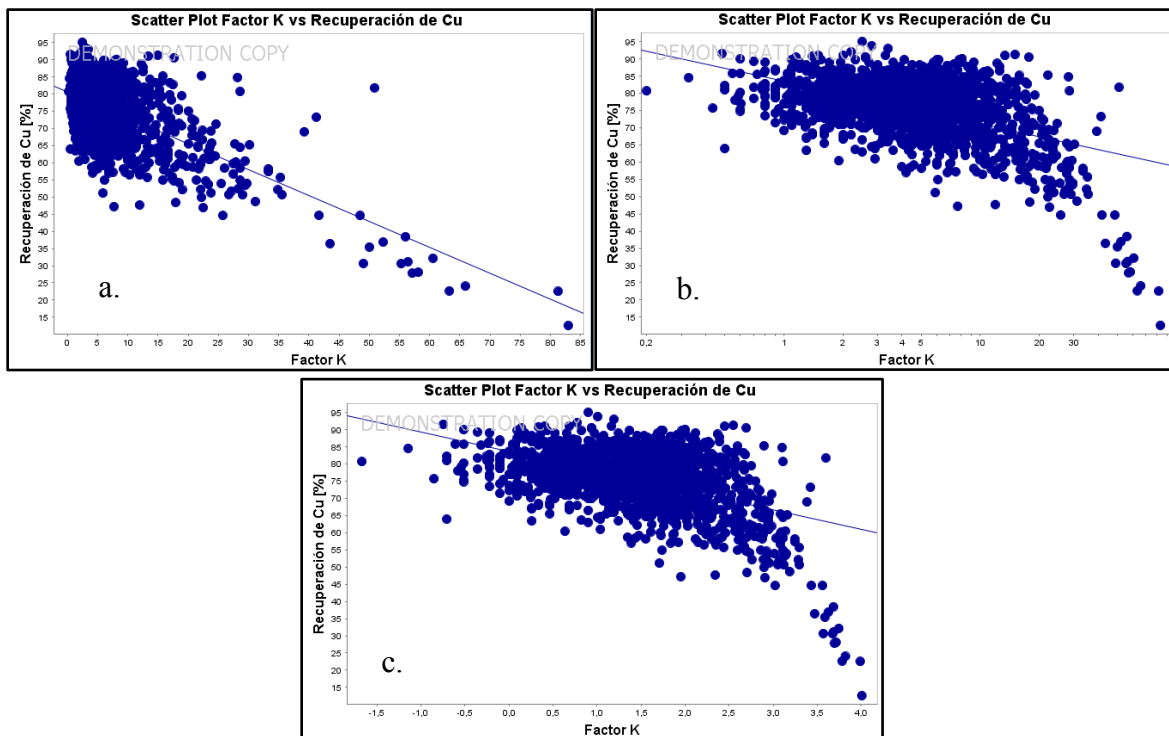 Scatter Plot Factor K vs Recuperación de Cu
DEMONSTRATION COPY
Recuperación de Cu [%]
95
90
85
80
75
70
65
60
55
50
45
40
35
30
25
20
15
a.
0 5 10 15 20 25 30 35 40 45 50 55 60 65 70 75 80 85
Factor K
Scatter Plot Factor K vs Recuperación de Cu
DEMONSTRATION COPY
Recuperación de Cu [%]
95
90
85
80
75
70
65
60
55
50
45
40
35
30
25
20
15
b.
0,2 1 2 3 4 5 10 20 30
Factor K
Scatter Plot Factor K vs Recuperación de Cu
DEMONSTRATION COPY
Recuperación de Cu [%]
95
90
85
80
75
70
65
60
55
50
45
40
35
30
25
20
15
c.
-1,5 -1,0 -0,5 0,0 0,5 1,0 1,5 2,0 2,5 3,0 3,5 4,0
Factor K